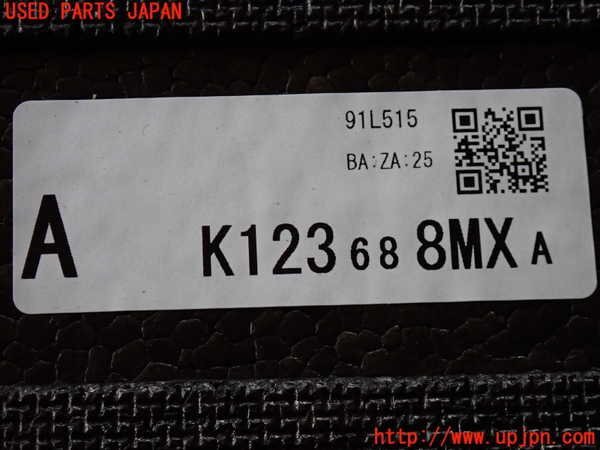 USED PARTS JAPAN
91L515
BA:ZA:25
A K123 68 8MX A
http://www.upjpn.com/